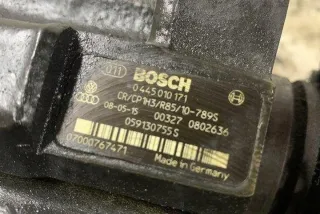 BOSCH
0 445 010 171
CR/CP1H3/R85/10-789S
08-05-15 00327 0802636
059130755S
07000767471 Made in Germany